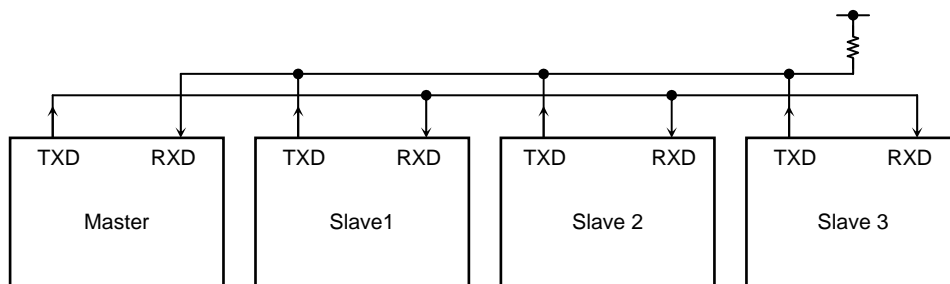 TXD RXD TXD RXD TXD RXD TXD RXD
Master Slave1 Slave 2 Slave 3